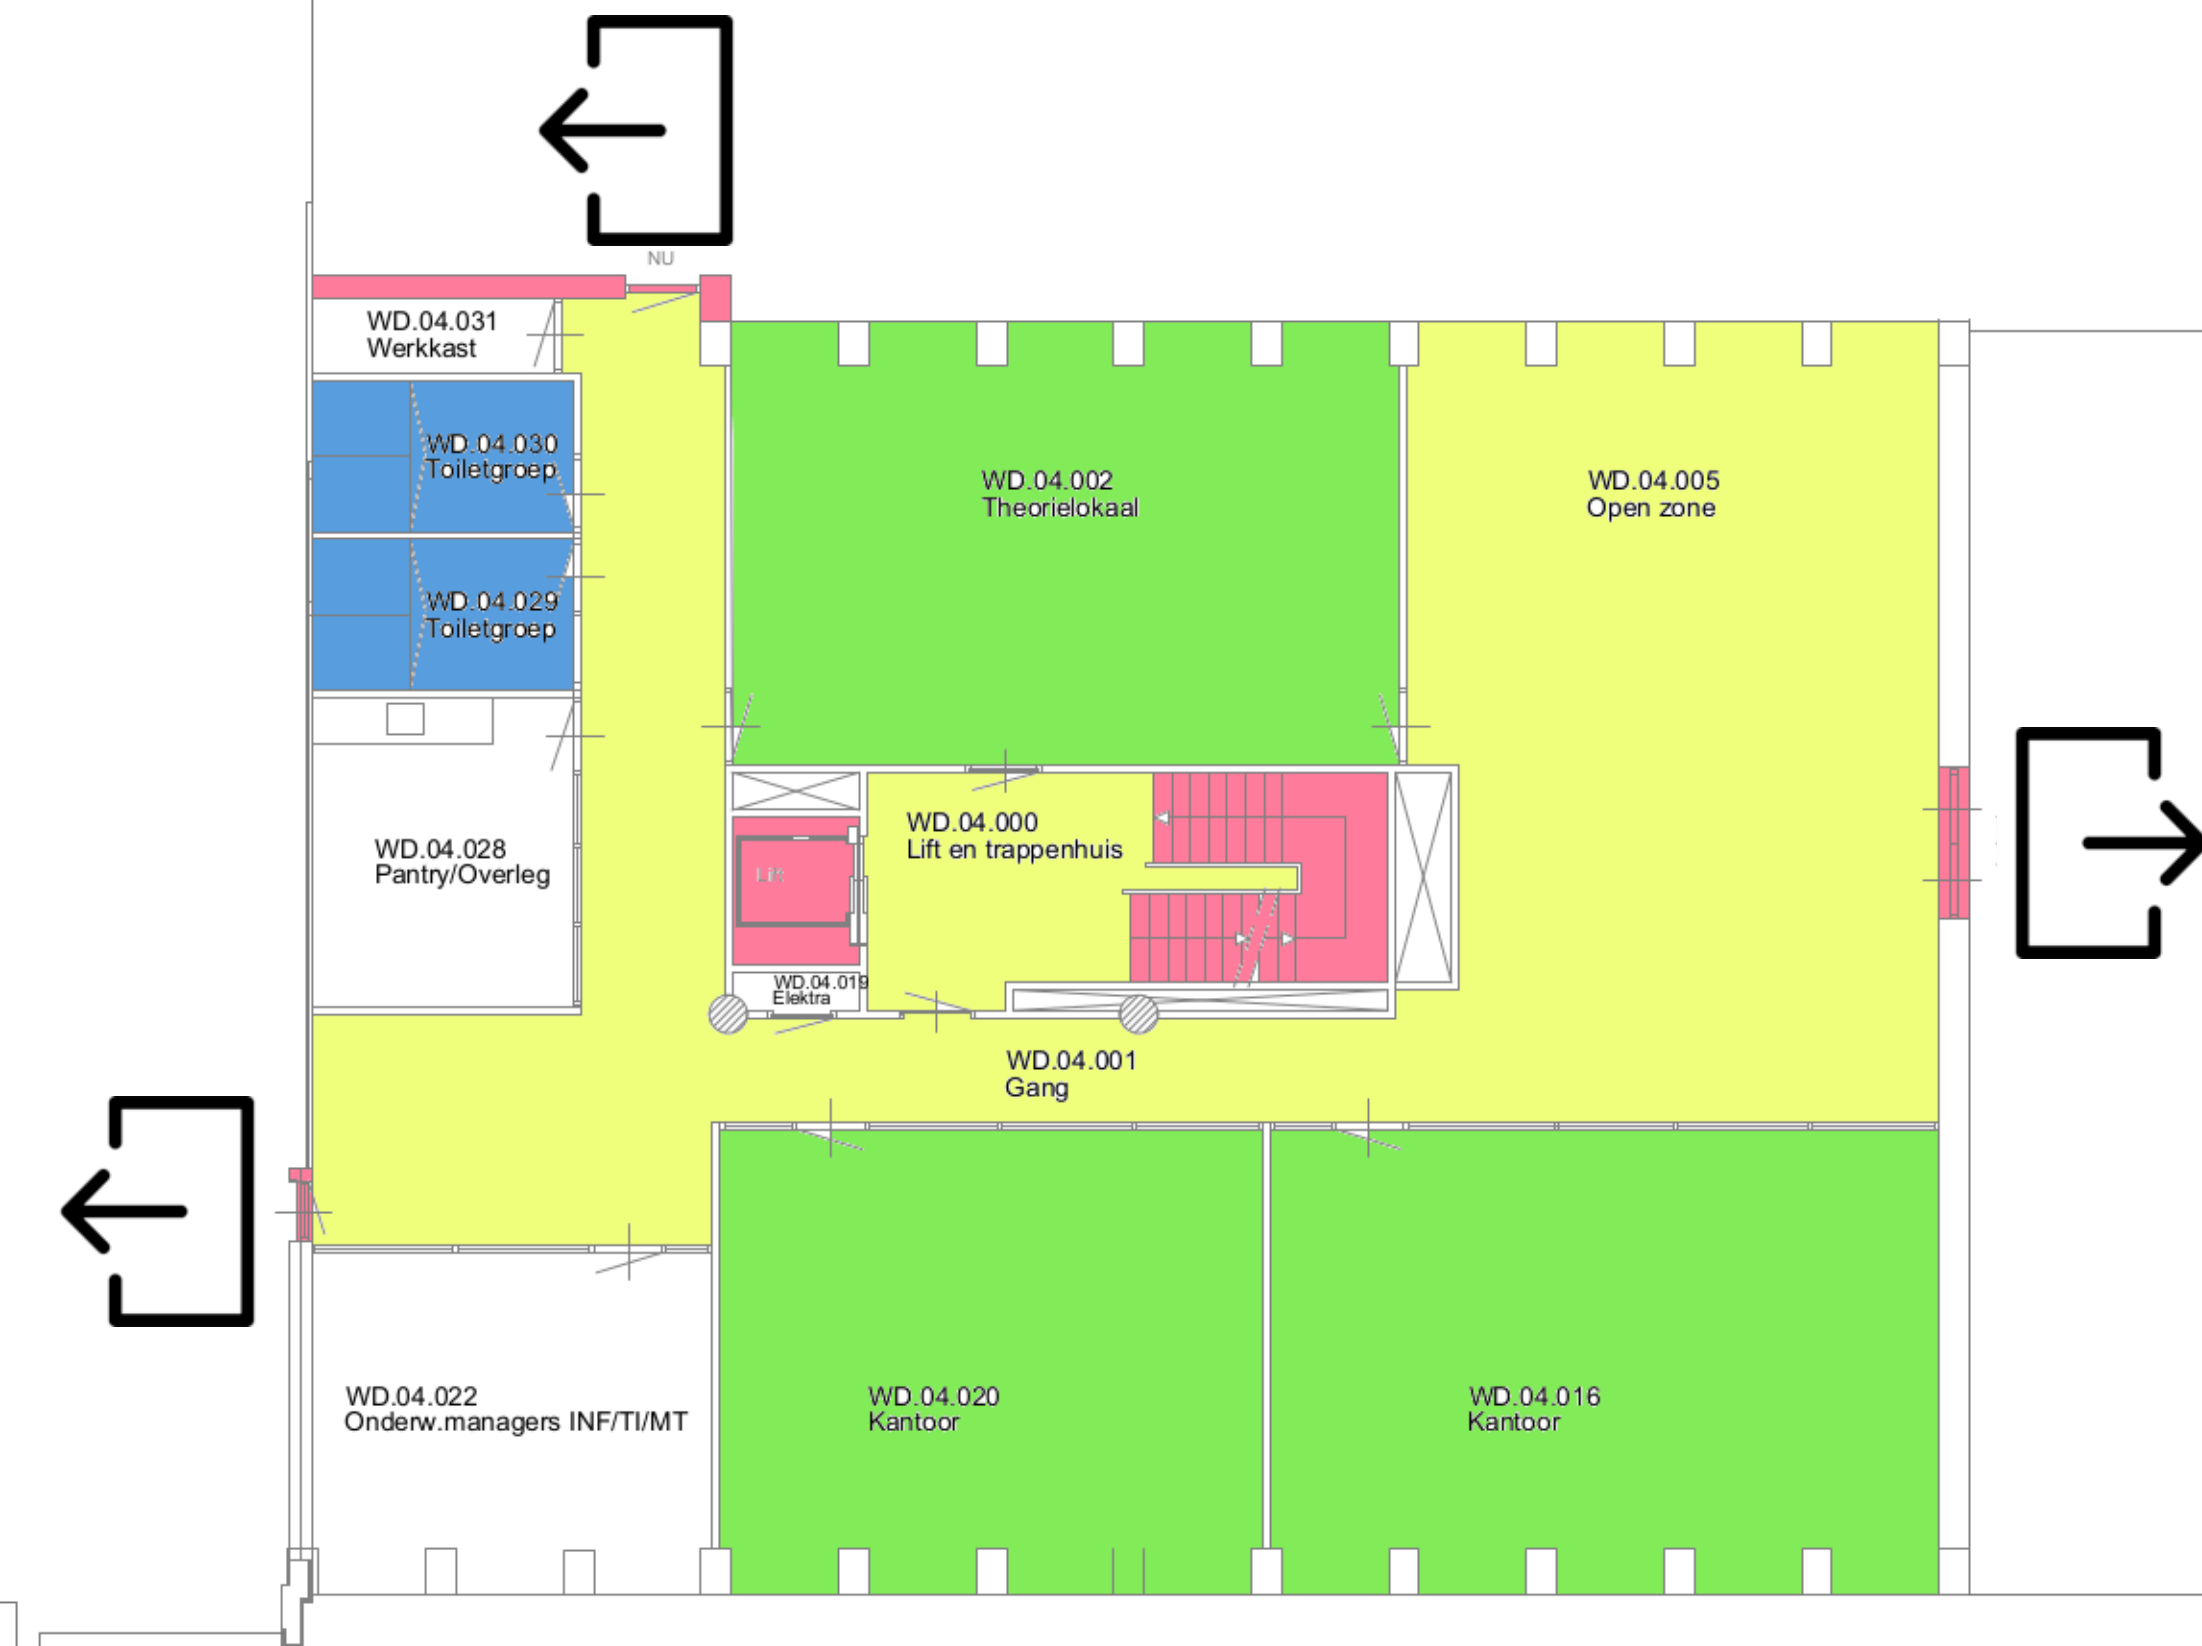 NU
WD.04.031
Werkkast
WD.04.030
Toiletgroep
WD.04.002
Theorielokaal
WD.04.005
Open zone
WD.04.029
Toiletgroep
WD.04.028
Pantry/Overleg
WD.04.000
Lift en trappenhuis
Lift
WD.04.019
Elektra
WD.04.001
Gang
WD.04.022
Onderw.managers INF/TI/MT
WD.04.020
Kantoor
WD.04.016
Kantoor